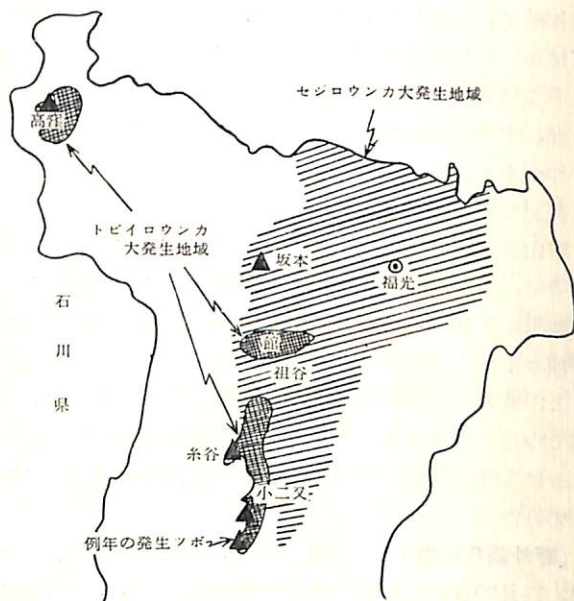 セジロウンカ大発生地域
高窪
トビイロウンカ
大発生地域
坂本
福光
石川県
館
祖谷
糸谷
小二又
例年の発生ツボ